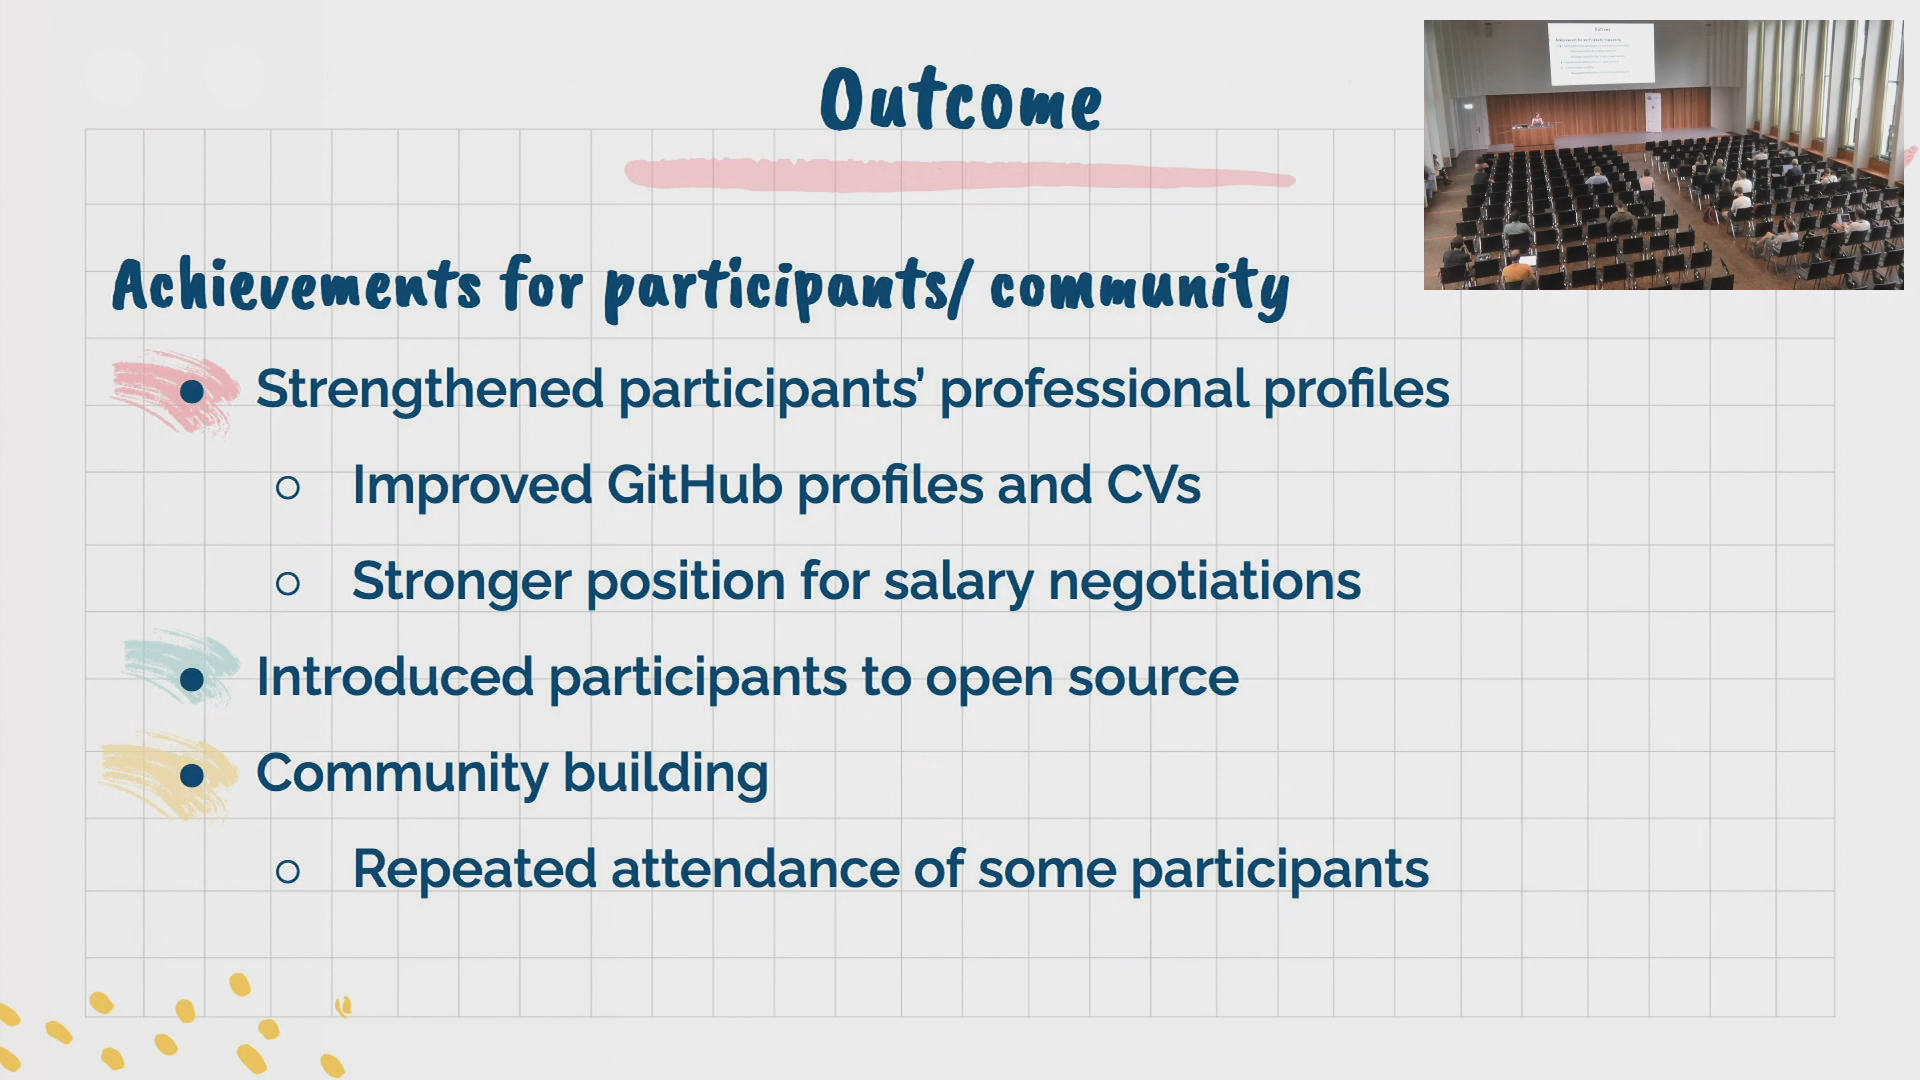 Outcome
Achievements for participants/ community
● Strengthened participants’ professional profiles
○ Improved GitHub profiles and CVs
○ Stronger position for salary negotiations
● Introduced participants to open source
● Community building
○ Repeated attendance of some participants